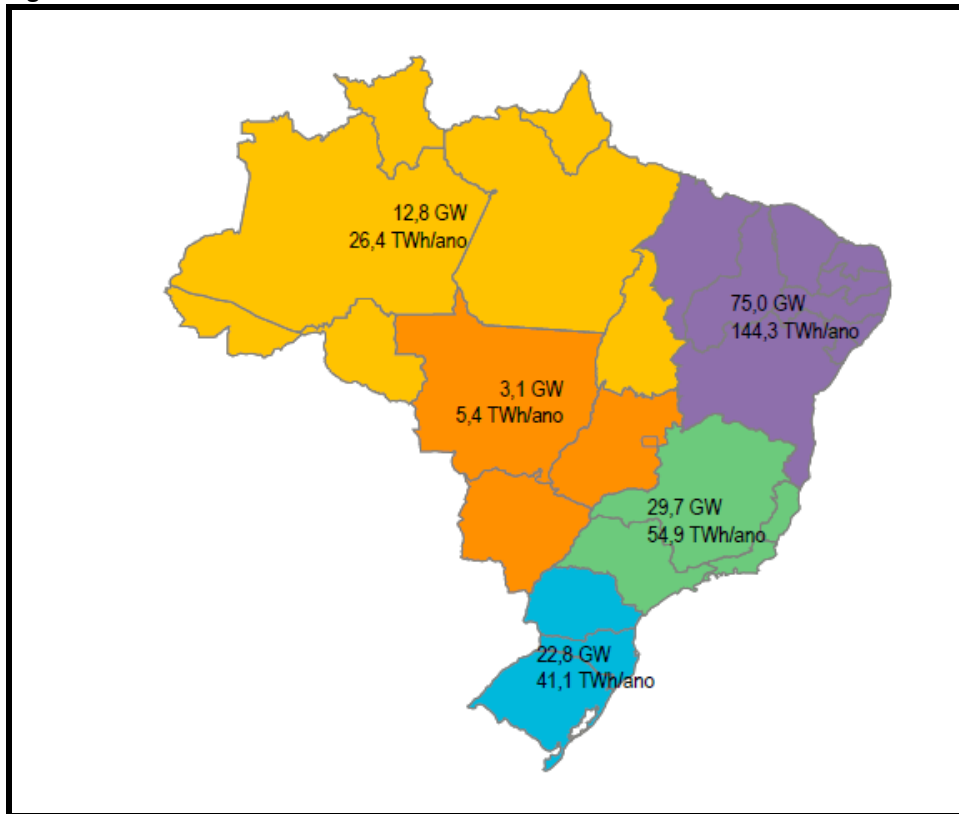 12,8 GW
26,4 TWh/ano
75,0 GW
144,3 TWh/ano
3,1 GW
5,4 TWh/ano
29,7 GW
54,9 TWh/ano
22,8 GW
41,1 TWh/ano